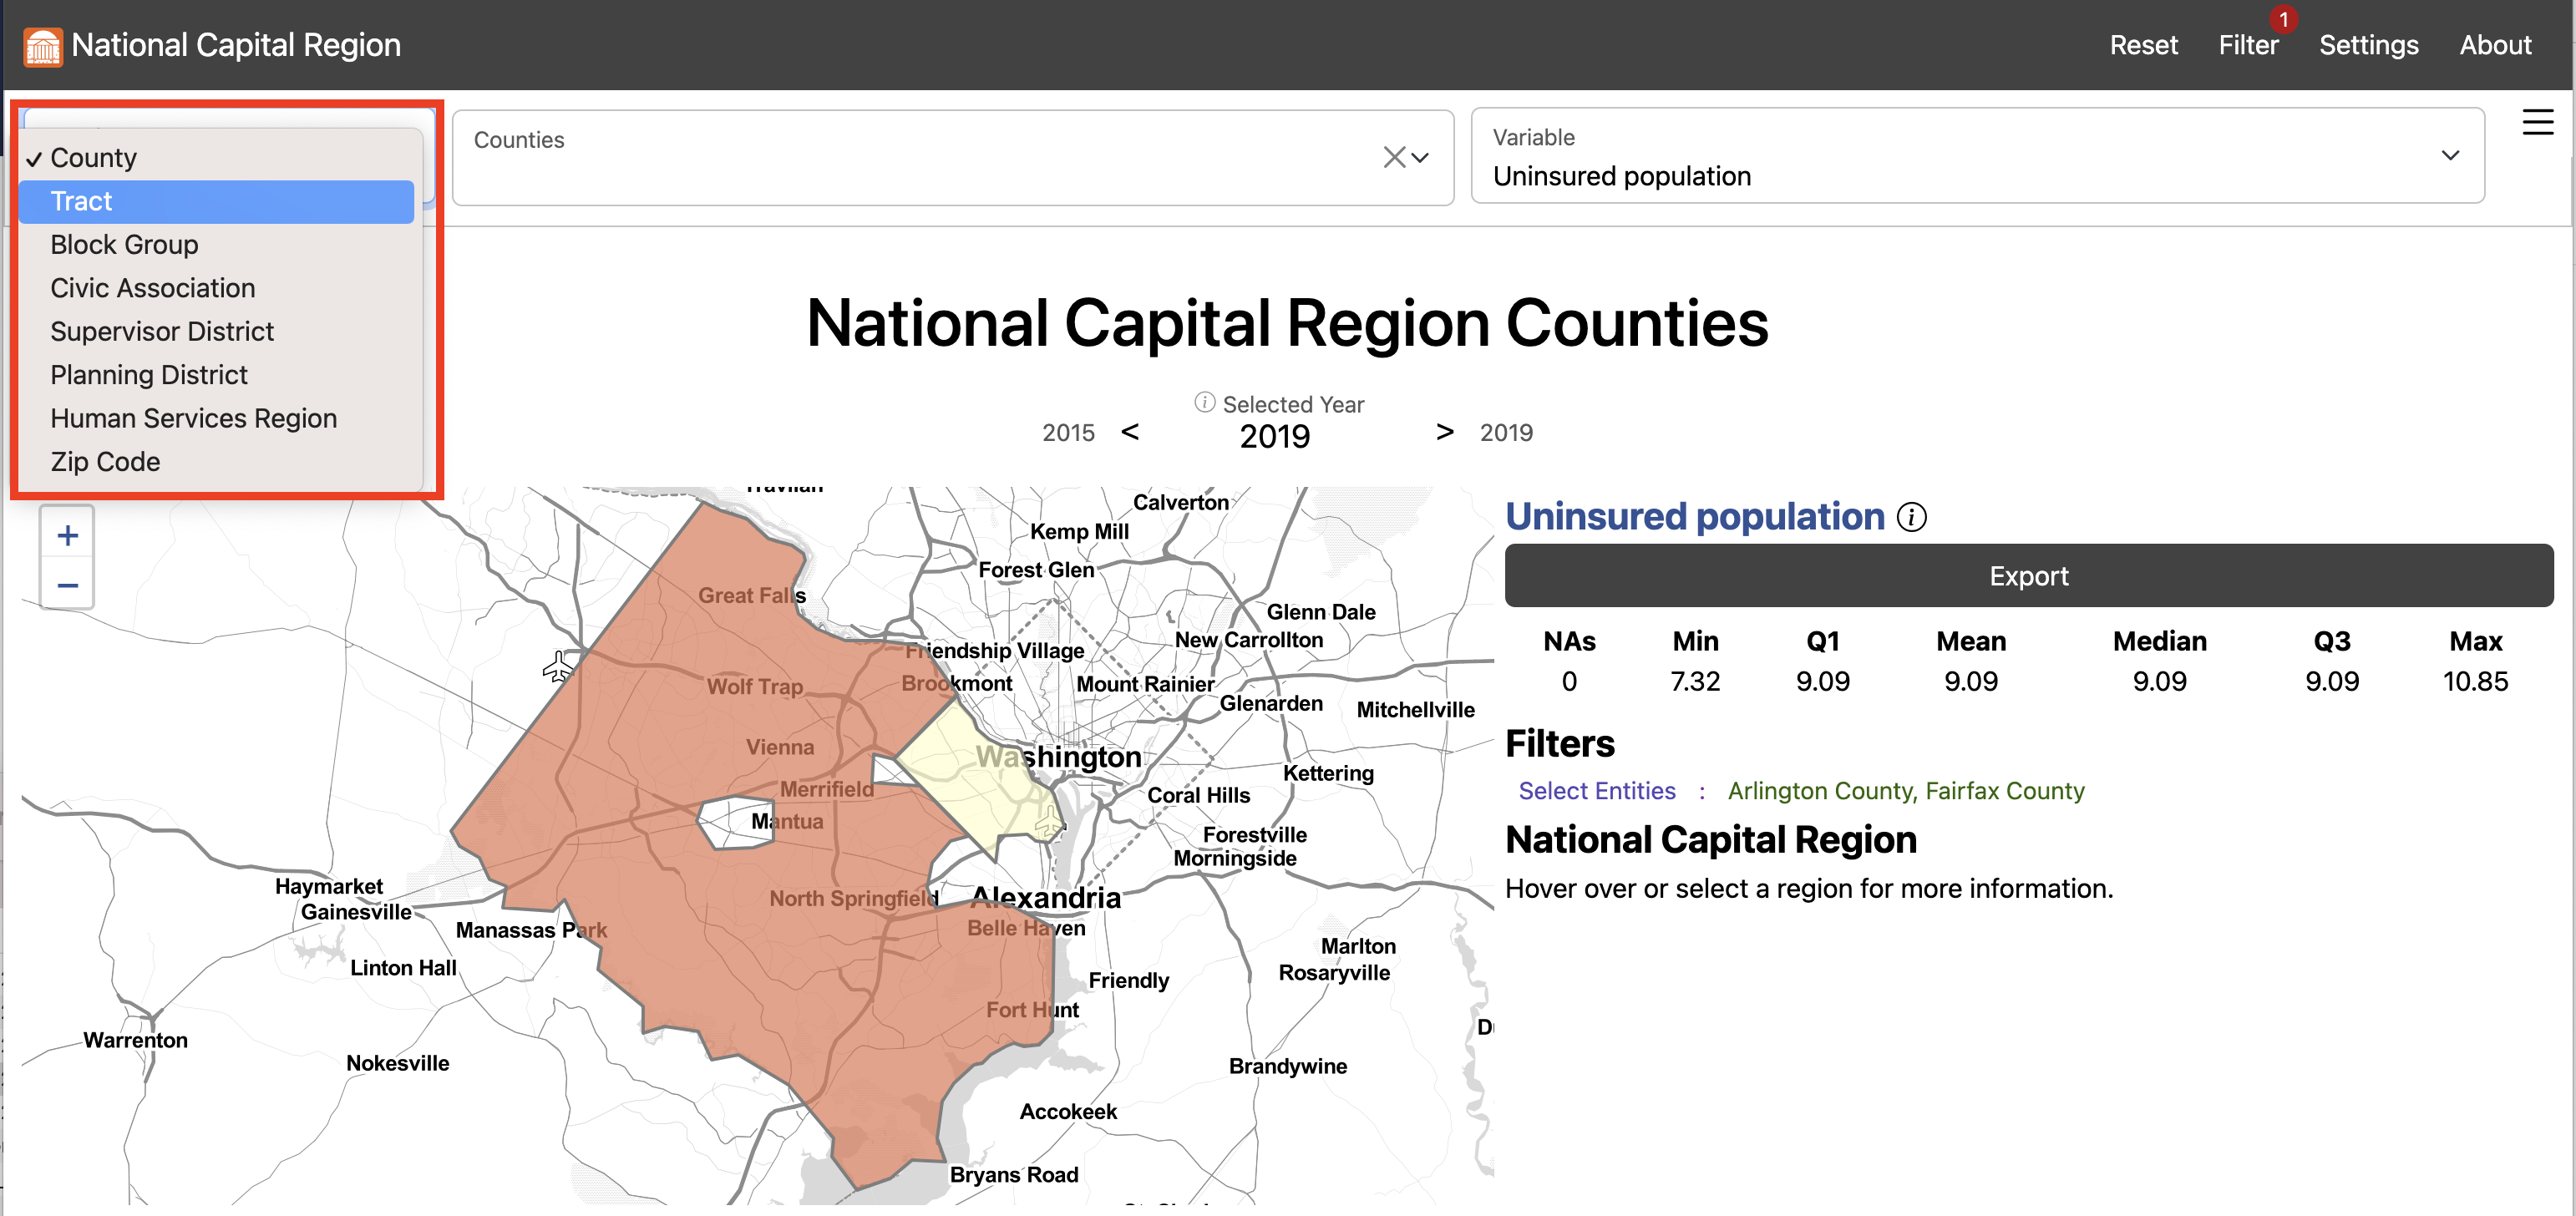 National Capital Region
Reset
Filter
1
Settings
About
✓ County
Tract
Block Group
Civic Association
Supervisor District
Planning District
Human Services Region
Zip Code
Counties
Variable
Uninsured population
National Capital Region Counties
Selected Year
2015 < 2019 > 2019
+
−
Calverton
Kemp Mill
Forest Glen
Great Falls
Glenn Dale
New Carrollton
Friendship Village
Wolf Trap
Brookmont
Mount Rainier
Glenarden
Mitchellville
Vienna
Washington
Kettering
Merrifield
Coral Hills
Mantua
Forestville
Morningside
Haymarket
Gainesville
North Springfield
Alexandria
Manassas Park
Belle Haven
Marlton
Linton Hall
Friendly
Rosaryville
Fort Hunt
Warrenton
Nokesville
Brandywine
Accokeek
Bryans Road
Uninsured population
Export
NAs Min Q1 Mean Median Q3 Max
0 7.32 9.09 9.09 9.09 9.09 10.85
Filters
Select Entities : Arlington County, Fairfax County
National Capital Region
Hover over or select a region for more information.